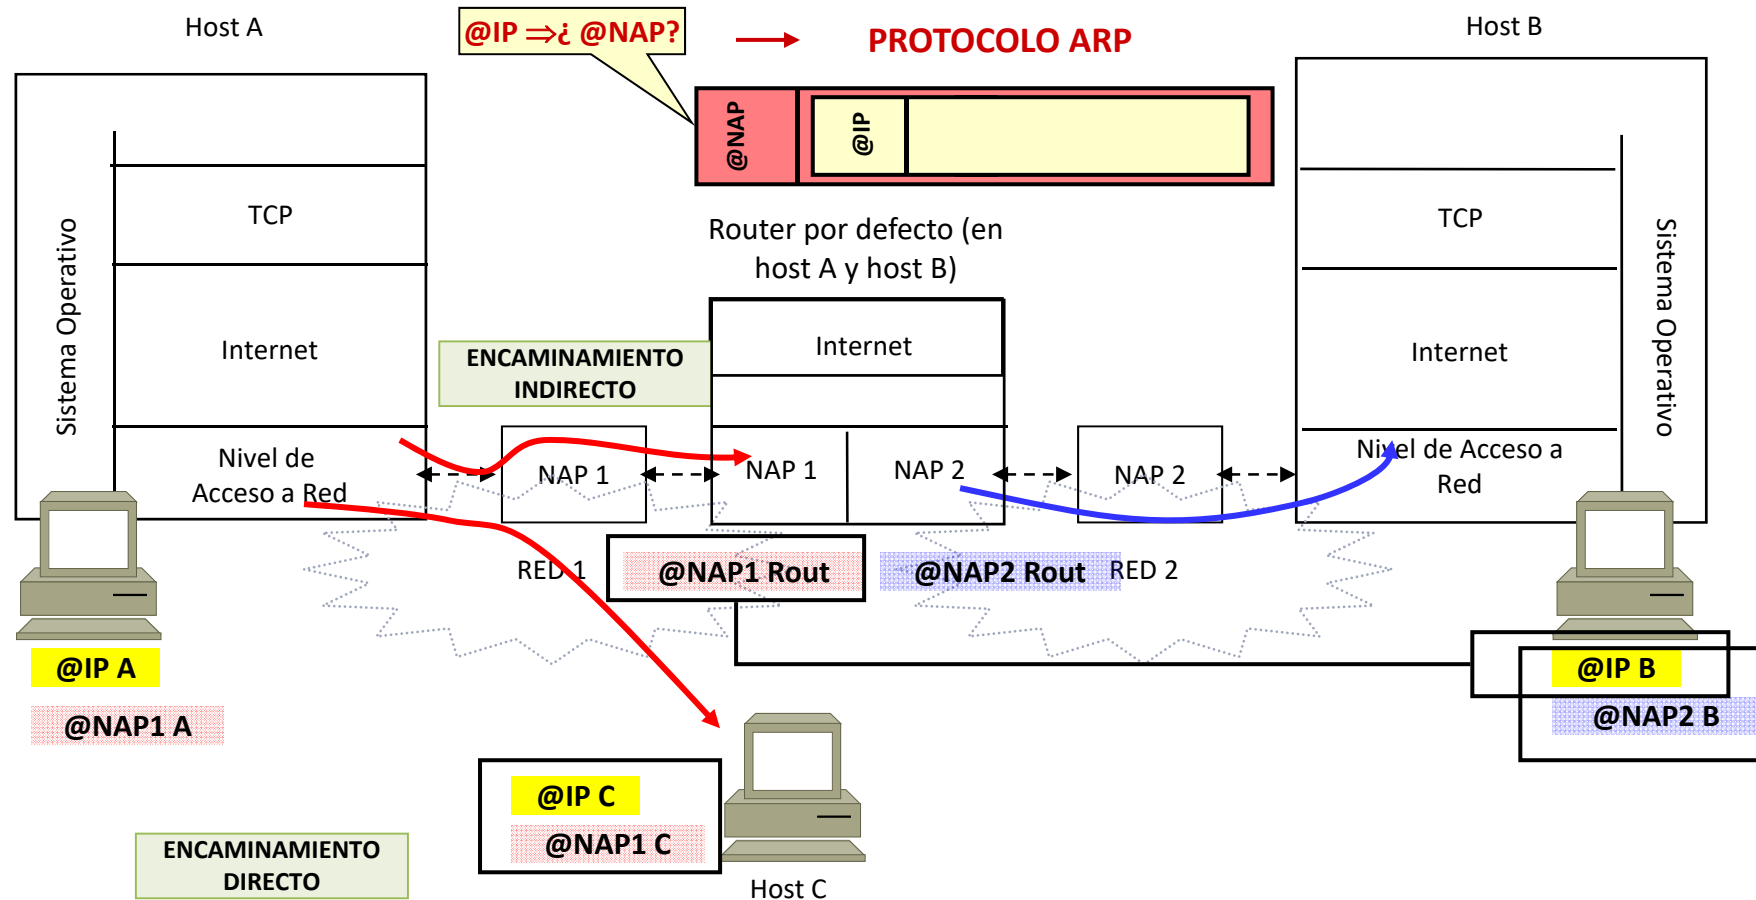 Host A
@IP ⇒¿ @NAP?
PROTOCOLO ARP
Host B
@NAP
@IP
Sistema Operativo
TCP
Internet
Nivel de
Acceso a Red
Router por defecto (en
host A y host B)
Internet
ENCAMINAMIENTO
INDIRECTO
NAP 1
NAP 1
NAP 2
NAP 2
TCP
Internet
Nivel de Acceso a
Red
Sistema Operativo
RED 1
@NAP1 Rout
@NAP2 Rout
RED 2
@IP A
@NAP1 A
@IP B
@NAP2 B
@IP C
@NAP1 C
Host C
ENCAMINAMIENTO
DIRECTO